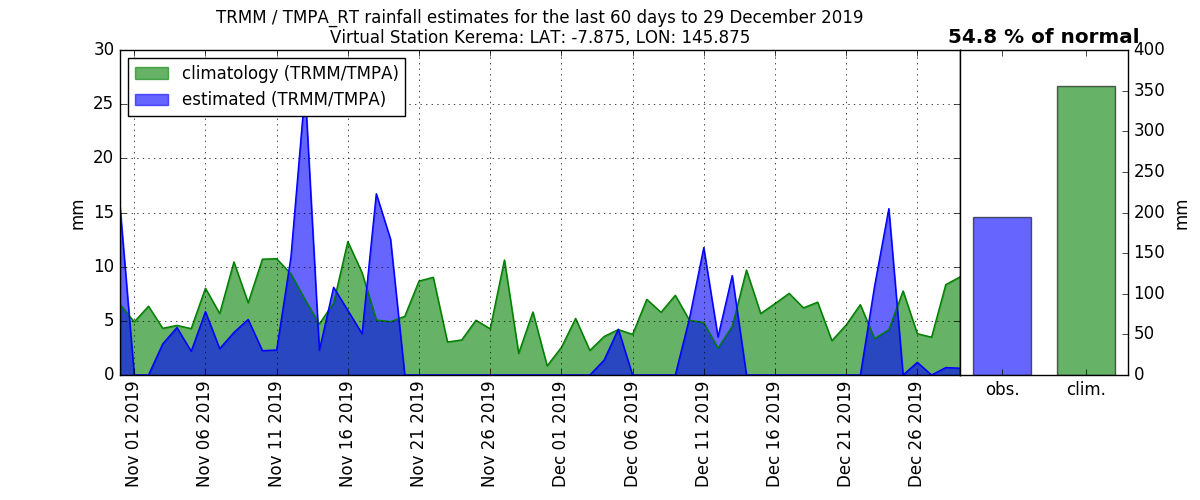 TRMM / TMPA_RT rainfall estimates for the last 60 days to 29 December 2019
Virtual Station Kerema: LAT: -7.875, LON: 145.875
54.8 % of normal
climatology (TRMM/TMPA)
estimated (TRMM/TMPA)
mm
30
25
20
15
10
5
0
Nov 01 2019
Nov 06 2019
Nov 11 2019
Nov 16 2019
Nov 21 2019
Nov 26 2019
Dec 01 2019
Dec 06 2019
Dec 11 2019
Dec 16 2019
Dec 21 2019
Dec 26 2019
obs.
clim.
400
350
300
250
200
150
100
50
0
mm